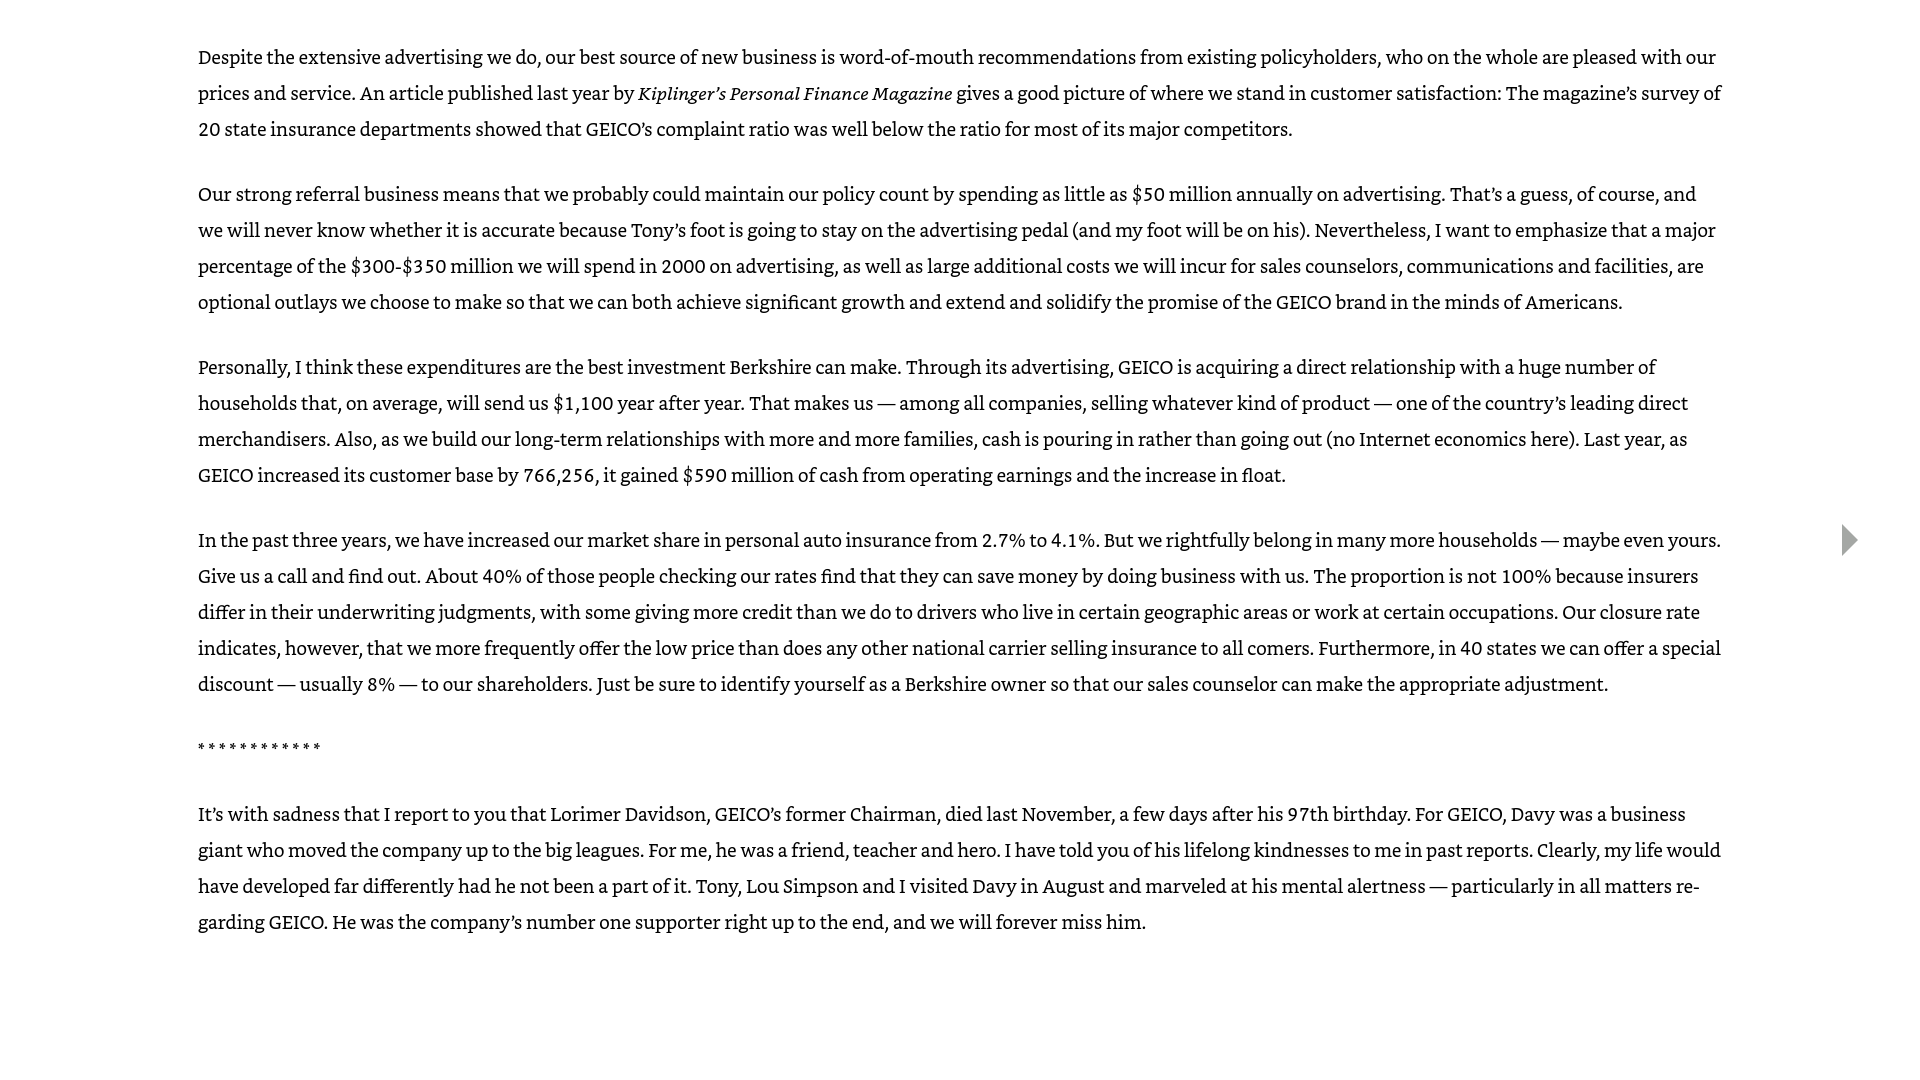 Despite the extensive advertising we do, our best source of new business is word-of-mouth recommendations from existing policyholders, who on the whole are pleased with our
prices and service. An article published last year by Kiplinger’s Personal Finance Magazine gives a good picture of where we stand in customer satisfaction: The magazine’s survey of
20 state insurance departments showed that GEICO’s complaint ratio was well below the ratio for most of its major competitors.
Our strong referral business means that we probably could maintain our policy count by spending as little as $50 million annually on advertising. That’s a guess, of course, and
we will never know whether it is accurate because Tony’s foot is going to stay on the advertising pedal (and my foot will be on his). Nevertheless, I want to emphasize that a major
percentage of the $300-$350 million we will spend in 2000 on advertising, as well as large additional costs we will incur for sales counselors, communications and facilities, are
optional outlays we choose to make so that we can both achieve significant growth and extend and solidify the promise of the GEICO brand in the minds of Americans.
Personally, I think these expenditures are the best investment Berkshire can make. Through its advertising, GEICO is acquiring a direct relationship with a huge number of
households that, on average, will send us $1,100 year after year. That makes us — among all companies, selling whatever kind of product — one of the country’s leading direct
merchandisers. Also, as we build our long-term relationships with more and more families, cash is pouring in rather than going out (no Internet economics here). Last year, as
GEICO increased its customer base by 766,256, it gained $590 million of cash from operating earnings and the increase in float.
In the past three years, we have increased our market share in personal auto insurance from 2.7% to 4.1%. But we rightfully belong in many more households — maybe even yours.
Give us a call and find out. About 40% of those people checking our rates find that they can save money by doing business with us. The proportion is not 100% because insurers
differ in their underwriting judgments, with some giving more credit than we do to drivers who live in certain geographic areas or work at certain occupations. Our closure rate
indicates, however, that we more frequently offer the low price than does any other national carrier selling insurance to all comers. Furthermore, in 40 states we can offer a special
discount — usually 8% — to our shareholders. Just be sure to identify yourself as a Berkshire owner so that our sales counselor can make the appropriate adjustment.
* * * * * * * * * * * *
It’s with sadness that I report to you that Lorimer Davidson, GEICO’s former Chairman, died last November, a few days after his 97th birthday. For GEICO, Davy was a business
giant who moved the company up to the big leagues. For me, he was a friend, teacher and hero. I have told you of his lifelong kindnesses to me in past reports. Clearly, my life would
have developed far differently had he not been a part of it. Tony, Lou Simpson and I visited Davy in August and marveled at his mental alertness — particularly in all matters re-
garding GEICO. He was the company’s number one supporter right up to the end, and we will forever miss him.